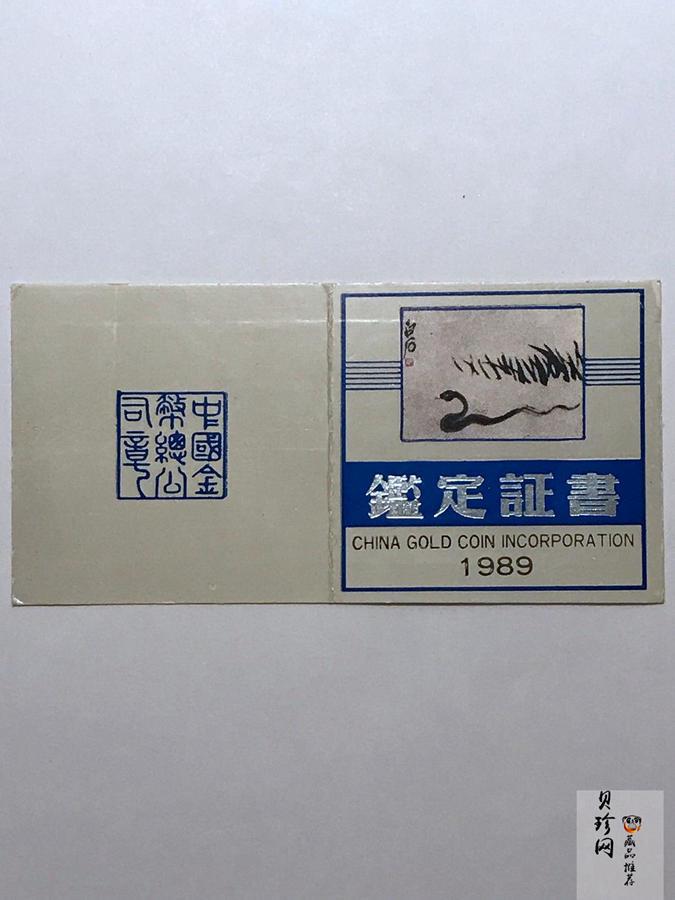 中國金
幣總公
司章
白石
鑑定証書
CHINA GOLD COIN INCORPORATION
1989
贝珍网
藏品推荐